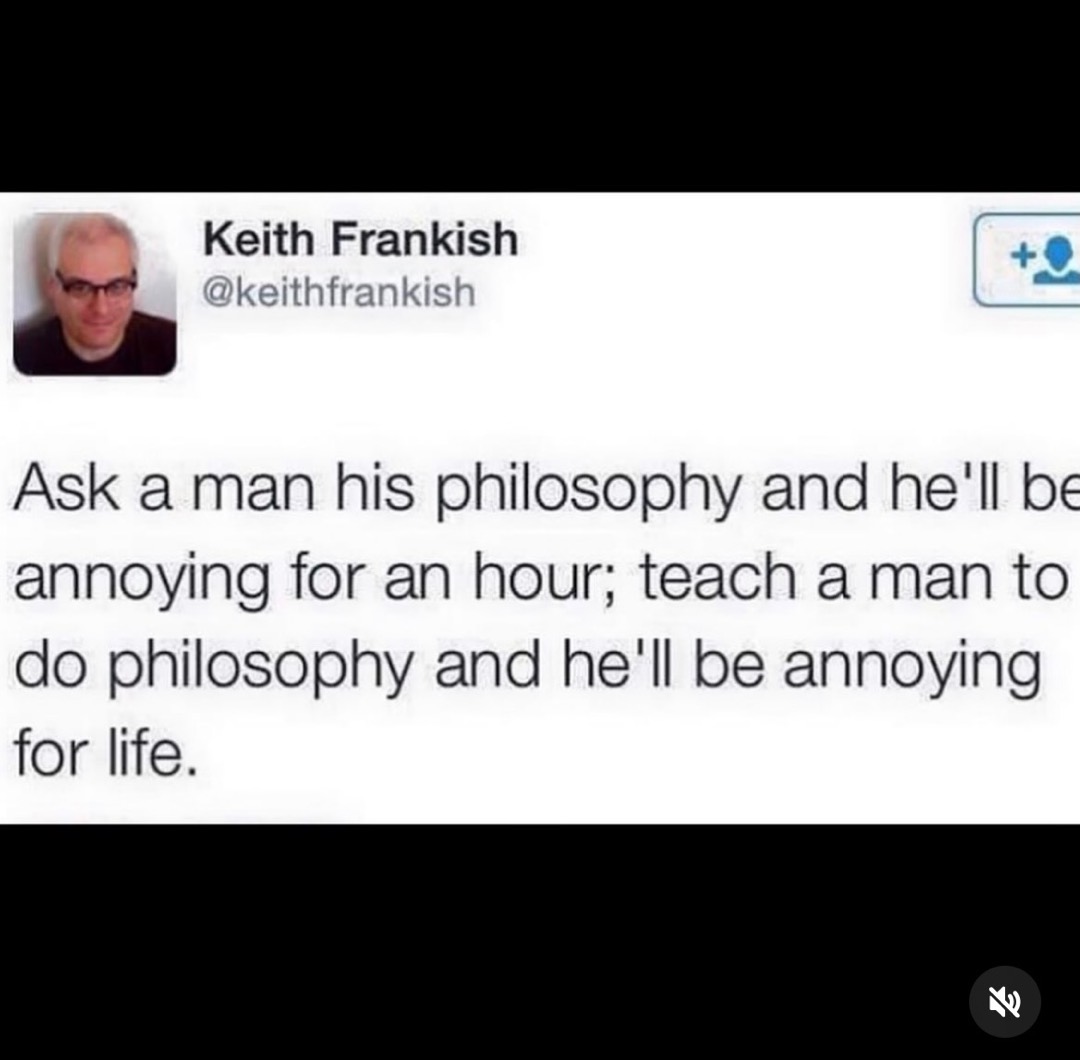 Keith Frankish
@keithfrankish
Ask a man his philosophy and he'll be
annoying for an hour; teach a man to
do philosophy and he'll be annoying
for life.